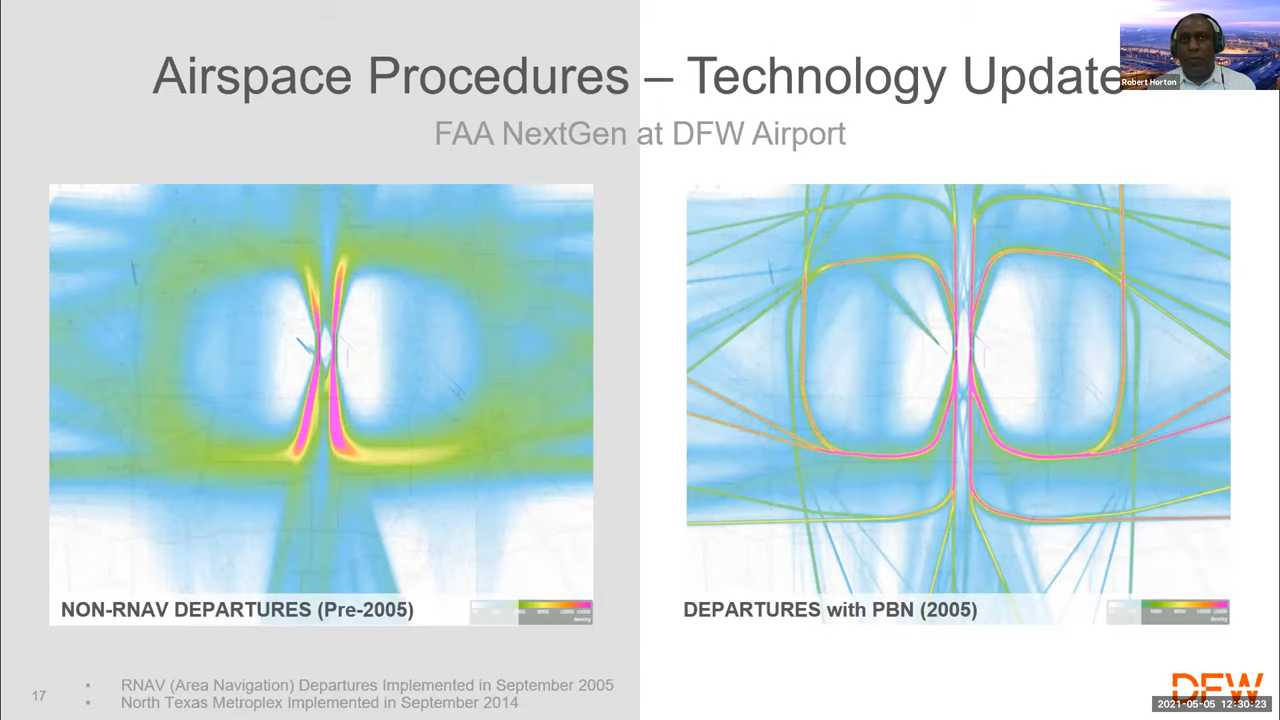 Airspace Procedures – Technology Update
Robert Horton
FAA NextGen at DFW Airport
NON-RNAV DEPARTURES (Pre-2005)
density
DEPARTURES with PBN (2005)
density
17
• RNAV (Area Navigation) Departures Implemented in September 2005
• North Texas Metroplex Implemented in September 2014
DFW
2021-05-05 12:30:23